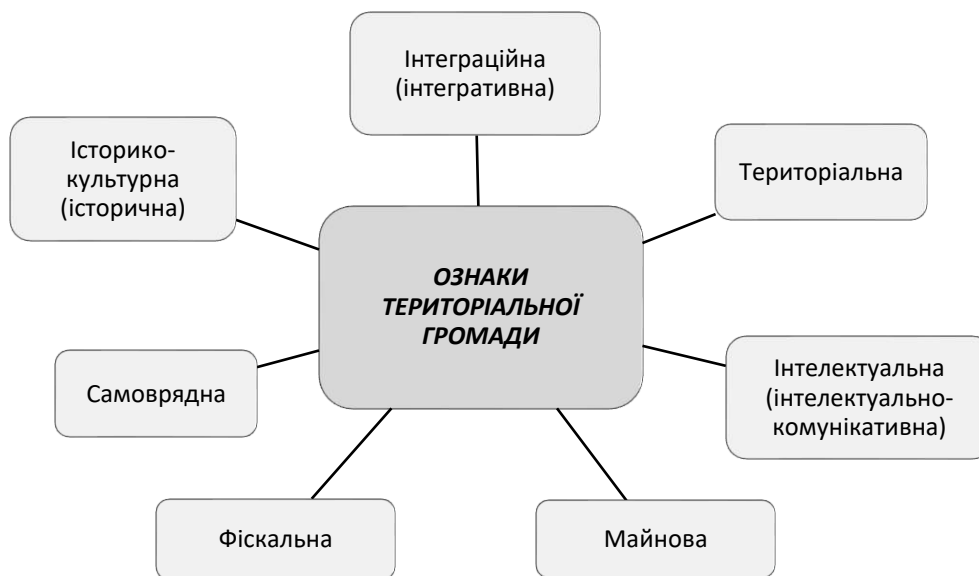 Інтеграційна
(інтегративна)
Історико-
культурна
(історична)
Територіальна
ОЗНАКИ
ТЕРИТОРІАЛЬНОЇ
ГРОМАДИ
Самоврядна
Інтелектуальна
(інтелектуально-
комунікативна)
Фіскальна
Майнова